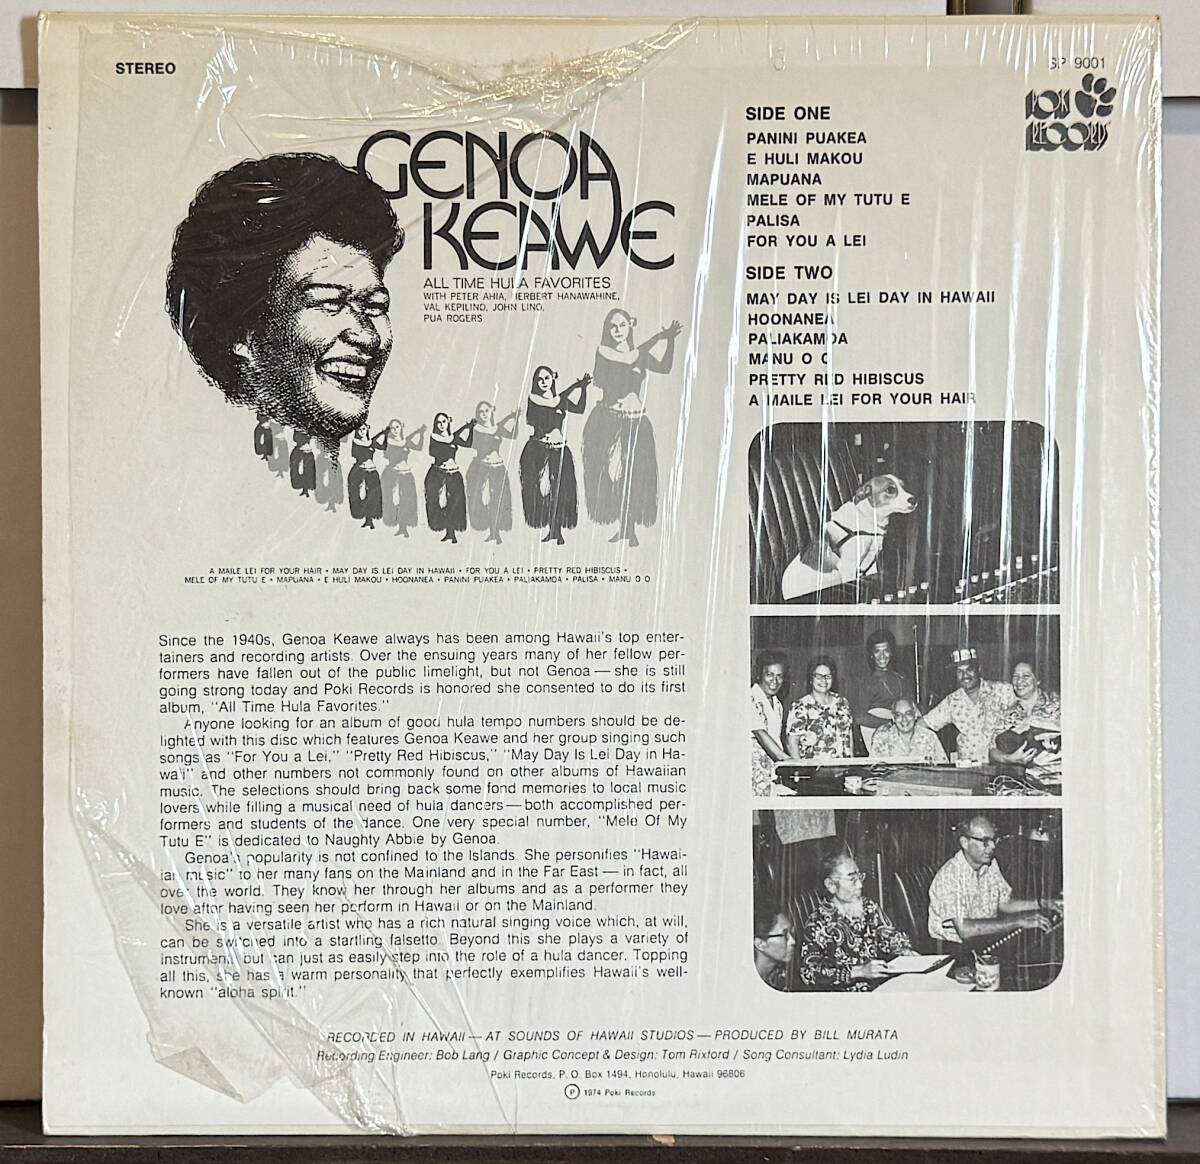 STEREO
SP 9001
POKI RECORDS
GENOA
KEAWE
ALL TIME HULA FAVORITES
WITH PETER AHIA, HERBERT HANAWAHINE,
VAL KEPILINO, JOHN LINO,
PUA ROGERS
SIDE ONE
PANINI PUAKEA
E HULI MAKOU
MAPUANA
MELE OF MY TUTU E
PALISA
FOR YOU A LEI
SIDE TWO
MAY DAY IS LEI DAY IN HAWAII
HOONANEA
PALIAKAMOA
MANU O O
PRETTY RED HIBISCUS
A MAILE LEI FOR YOUR HAIR
A MAILE LEI FOR YOUR HAIR • MAY DAY IS LEI DAY IN HAWAII • FOR YOU A LEI • PRETTY RED HIBISCUS •
MELE OF MY TUTU E • MAPUANA • E HULI MAKOU • HOONANEA • PANINI PUAKEA • PALIAKAMOA • PALISA • MANU O O
Since the 1940s, Genoa Keawe always has been among Hawaii's top enter-
tainers and recording artists. Over the ensuing years many of her fellow per-
formers have fallen out of the public limelight, but not Genoa — she is still
going strong today and Poki Records is honored she consented to do its first
album, "All Time Hula Favorites."
Anyone looking for an album of good hula tempo numbers should be de-
lighted with this disc which features Genoa Keawe and her group singing such
songs as "For You a Lei," "Pretty Red Hibiscus," "May Day Is Lei Day in Ha-
waii" and other numbers not commonly found on other albums of Hawaiian
music. The selections should bring back some fond memories to local music
lovers while filling a musical need of hula dancers — both accomplished per-
formers and students of the dance. One very special number, "Mele Of My
Tutu E" is dedicated to Naughty Abbie by Genoa.
Genoa's popularity is not confined to the Islands. She personifies "Hawai-
ian music" to her many fans on the Mainland and in the Far East — in fact, all
over the world. They know her through her albums and as a performer they
love after having seen her perform in Hawaii or on the Mainland.
She is a versatile artist who has a rich natural singing voice which, at will,
can be switched into a startling falsetto. Beyond this she plays a variety of
instruments but can just as easily step into the role of a hula dancer. Topping
all this, she has a warm personality that perfectly exemplifies Hawaii's well-
known "aloha spirit."
RECORDED IN HAWAII — AT SOUNDS OF HAWAII STUDIOS — PRODUCED BY BILL MURATA
Recording Engineer: Bob Lang / Graphic Concept & Design: Tom Rixford / Song Consultant: Lydia Ludin
Poki Records, P. O. Box 1494, Honolulu, Hawaii 96806
Ⓟ 1974 Poki Records